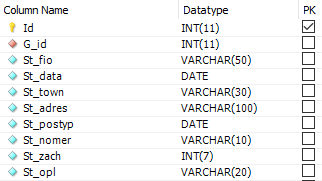 Column Name Datatype PK
Id INT(11)
G_id INT(11)
St_fio VARCHAR(50)
St_data DATE
St_town VARCHAR(30)
St_adres VARCHAR(100)
St_postyp DATE
St_nomer VARCHAR(10)
St_zach INT(7)
St_opl VARCHAR(20)